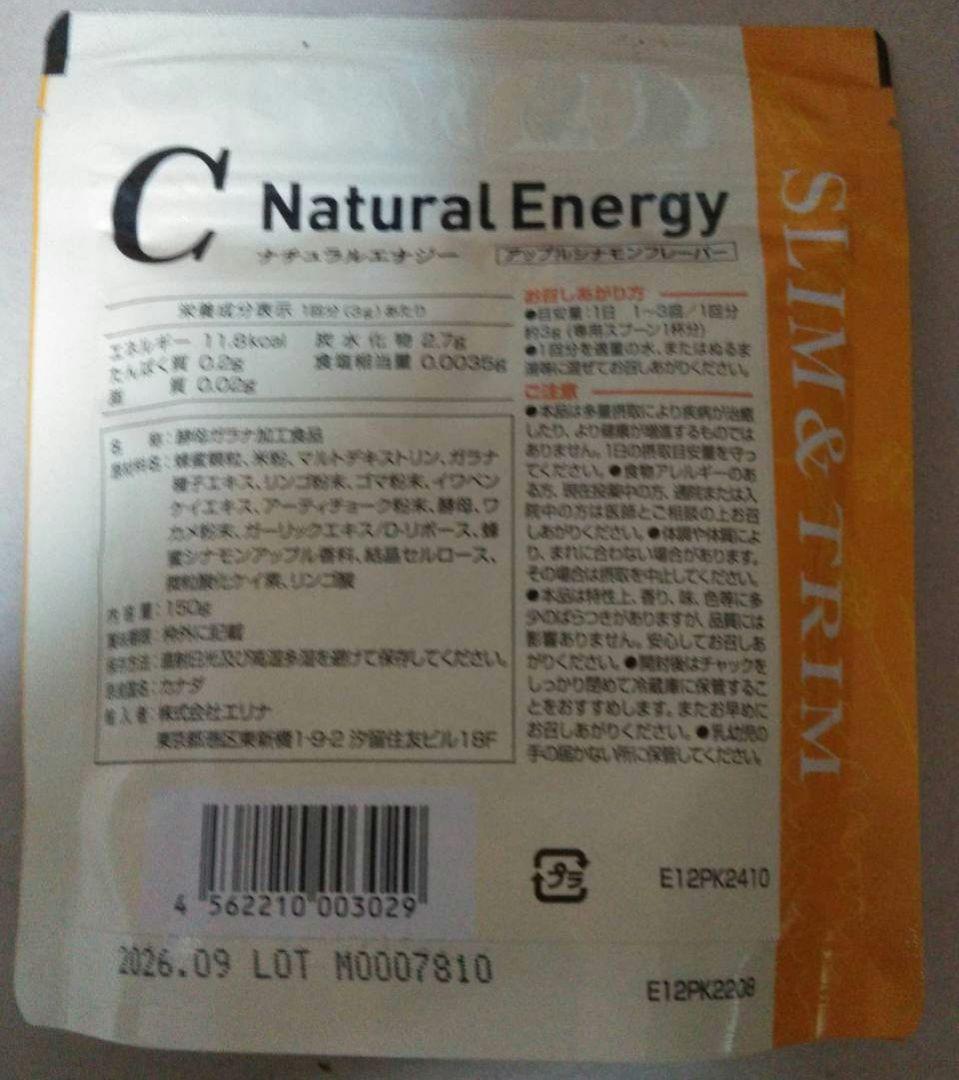 C Natural Energy
ナチュラルエナジー
アップルシナモンフレーバー
栄養成分表示 1回分(3g)あたり
エネルギー 11.8kcal 炭水化物 2.7g
たんぱく質 0.2g 食塩相当量 0.0035g
脂 質 0.02g
名 称:酵母ガラナ加工食品
原材料名:蜂蜜顆粒、米粉、マルトデキストリン、ガラナ
種子エキス、リンゴ粉末、ゴマ粉末、イワベン
ケイエキス、アーティチョーク粉末、酵母、ワ
カメ粉末、ガーリックエキス/D-リボース、蜂
蜜シナモンアップル香料、結晶セルロース、
微粒酸化ケイ素、リンゴ酸
内容量:150g
賞味期限:枠外に記載
保存方法:直射日光及び高温多湿を避けて保存してください。
原産国名:カナダ
輸入者:株式会社エリナ
東京都港区東新橋1-9-2 汐留住友ビル18F
お召しあがり方
●目安量:1日 1〜3回/1回分
約3g(専用スプーン1杯分)
●1回分を適量の水、またはぬるま
湯等に混ぜてお召しあがりください。
ご注意
●本品は多量摂取により疾病が治癒
したり、より健康が増進するものでは
ありません。1日の摂取目安量を守っ
てください。●食物アレルギーのあ
る方、現在投薬中の方、通院または入
院中の方は医師とご相談の上お召
しあがりください。●体調や体質によ
り、まれに合わない場合があります。
その場合は摂取を中止してください。
●本品は特性上、香り、味、色等に多
少のばらつきがありますが、品質には
影響ありません。安心してお召しあ
がりください。●開封後はチャックを
しっかり閉めて冷蔵庫に保管するこ
とをおすすめします。またお早めに
お召しあがりください。●乳幼児の
手の届かない所に保管してください。
SLIM & TRIM
4 562210 003029
プラ
E12PK2410
2026.09 LOT M0007810
E12PK2208